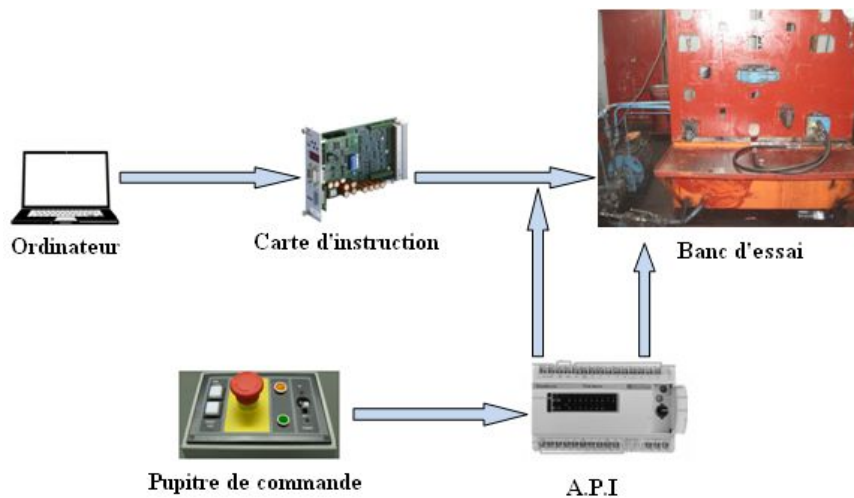 Ordinateur
Carte d'instruction
Banc d'essai
Pupitre de commande
A.P.I